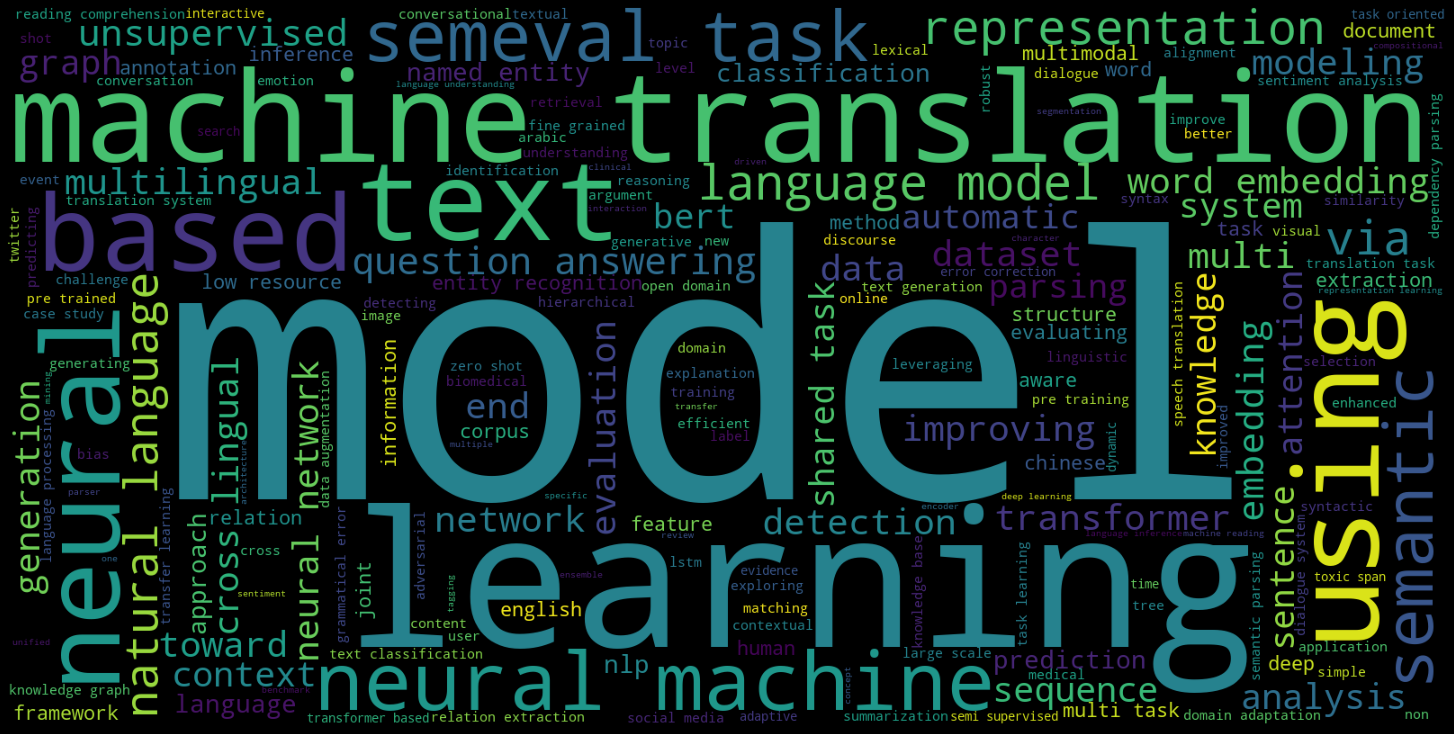 reading comprehension
interactive
conversational
textual
task oriented
shot
unsupervised
semeval task
topic
lexical
representation
document
compositional
graph
annotation
inference
named entity
level
classification
multimodal
alignment
modeling
conversation
emotion
language understanding
dialogue
word
sentiment analysis
machine translation
retrieval
robust
segmentation
dependency parsing
search
fine grained
arabic
improve
better
understanding
driven
event
multilingual
identification
clinical
reasoning
language model
word embedding
translation system
text
argument
interaction
syntax
system
similarity
twitter
predicting
based
bert
method
automatic
task
visual
via
generative
new
discourse
character
challenge
low resource
question answering
data
dataset
error correction
multi
translation task
entity recognition
open domain
text generation
parsing
extraction
representation learning
pre trained
case study
detecting
hierarchical
online
structure
image
evaluating
neural
natural language
model
shared task
speech translation
knowledge
embedding
attention
using
semantic
generating
mining
domain
linguistic
selection
zero shot
leveraging
biomedical
explanation
training
aware
generation
information
end
transfer
pre training
enhanced
corpus
efficient
improving
label
multiple
evaluation
chinese
dynamic
improved
language processing
bias
cross lingual
architecture
neural network
data augmentation
parser
specific
deep learning
transfer learning
approach
relation
network
feature
encoder
detection
transformer
sentence
syntactic
review
language inference
machine reading
cross
joint
grammatical error
adversarial
learning
lstm
evidence
exploring
knowledge base
task learning
time
tree
semantic parsing
dialogue system
toxic span
one
tagging
ensemble
sentiment
english
matching
content
user
contextual
application
unified
toward
text classification
human
large scale
prediction
deep
simple
context
neural machine
nlp
medical
knowledge graph
benchmark
concept
sequence
analysis
framework
language
transformer based
relation extraction
social media
adaptive
summarization
semi supervised
multi task
domain adaptation
non